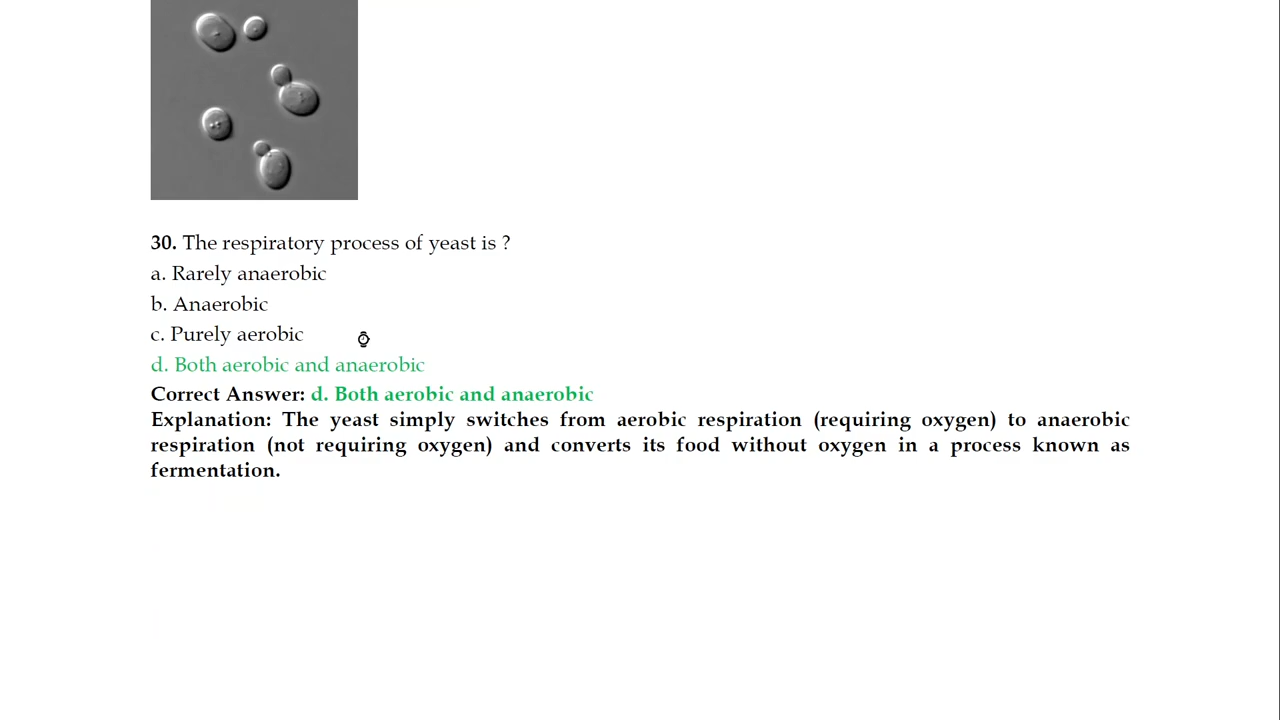 30. The respiratory process of yeast is ?
a. Rarely anaerobic
b. Anaerobic
c. Purely aerobic
d. Both aerobic and anaerobic
Correct Answer: d. Both aerobic and anaerobic
Explanation: The yeast simply switches from aerobic respiration (requiring oxygen) to anaerobic
respiration (not requiring oxygen) and converts its food without oxygen in a process known as
fermentation.